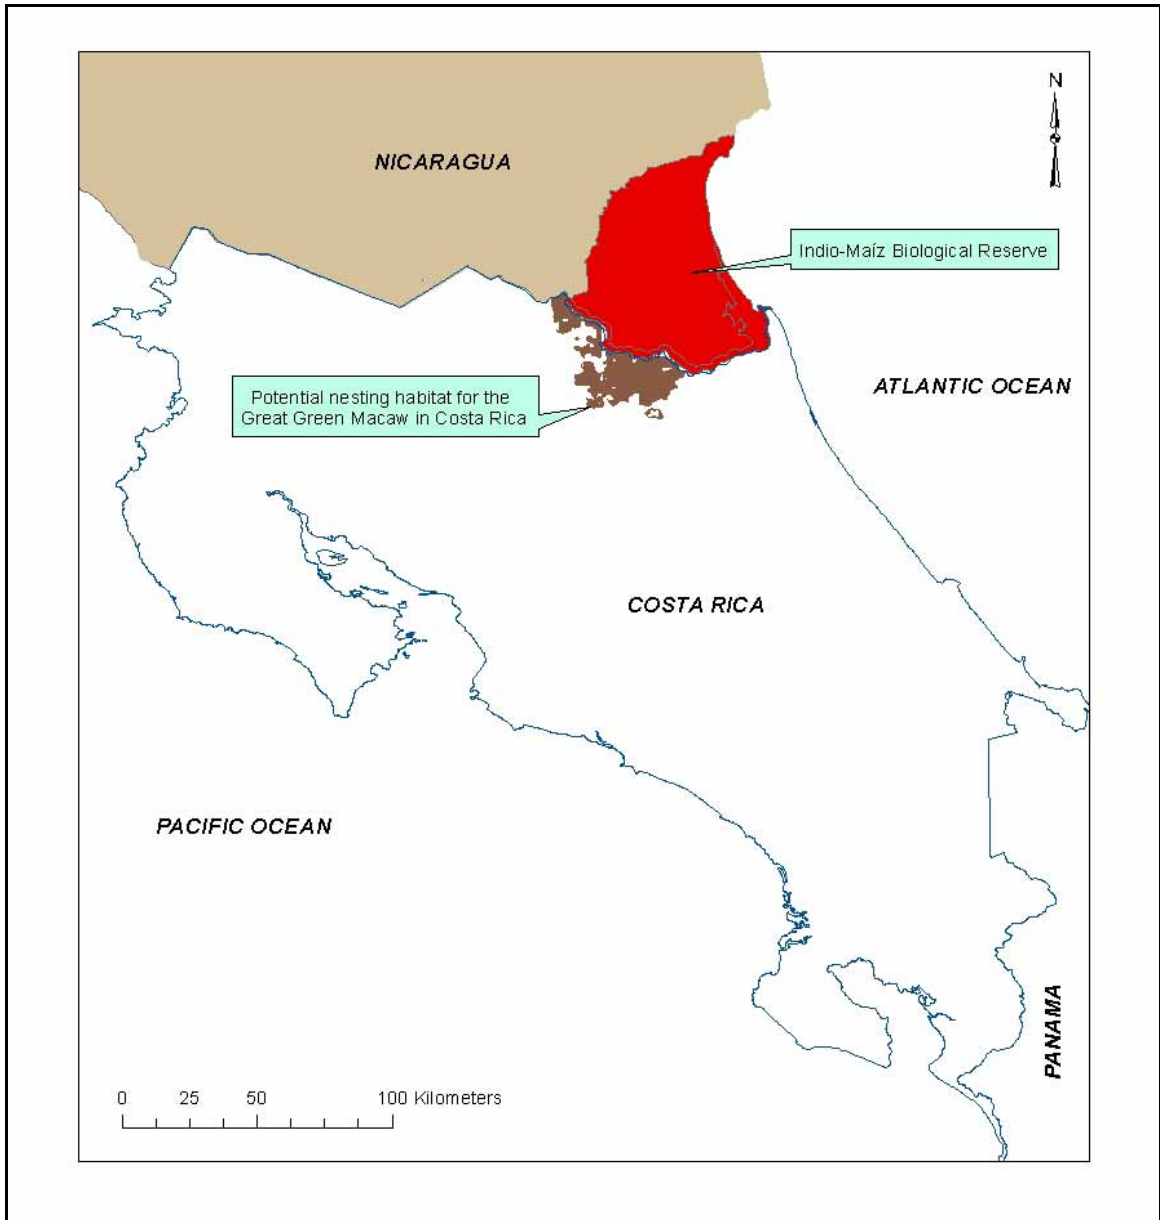 N
NICARAGUA
Indio-Maíz Biological Reserve
ATLANTIC OCEAN
Potential nesting habitat for the
Great Green Macaw in Costa Rica
COSTA RICA
PACIFIC OCEAN
PANAMA
0 25 50 100 Kilometers